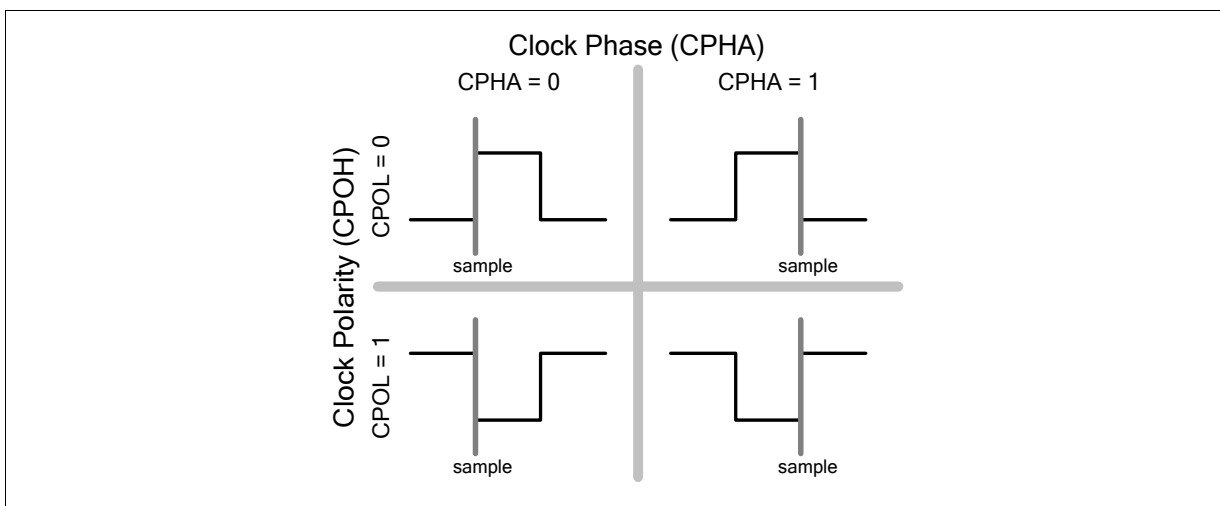 Clock Phase (CPHA)
CPHA = 0
CPHA = 1
Clock Polarity (CPOH)
CPOL = 0
sample
sample
CPOL = 1
sample
sample